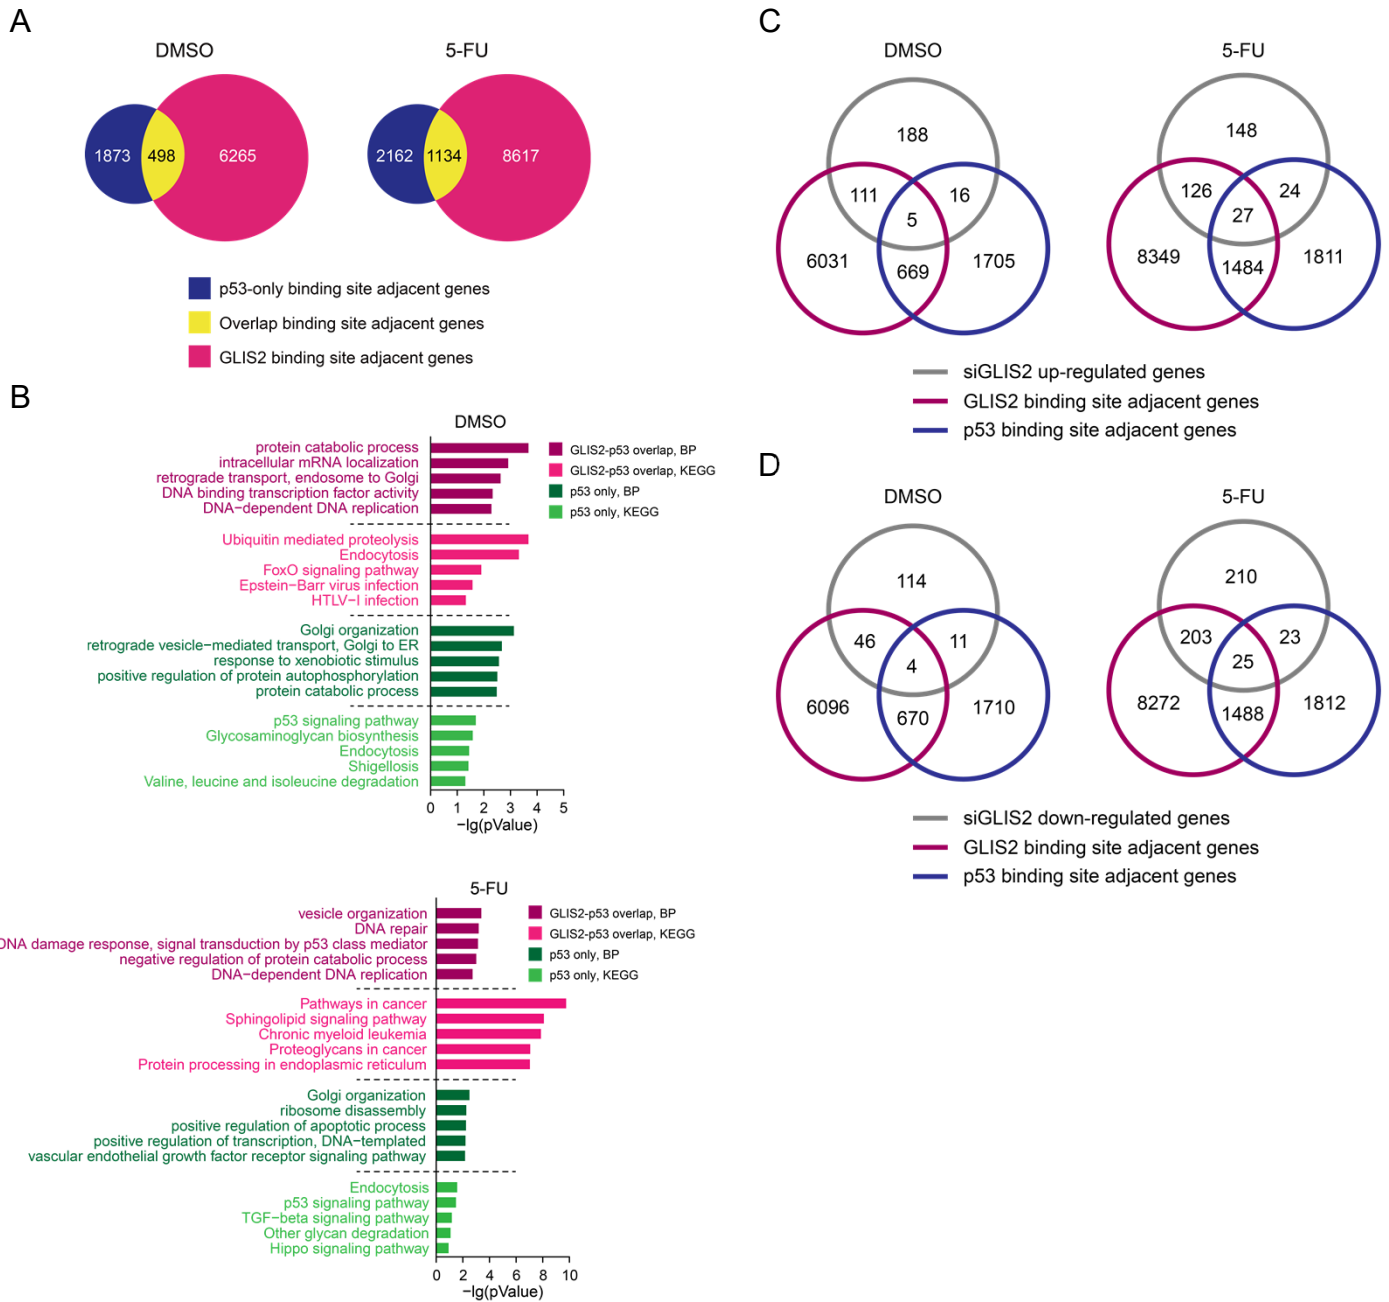 A
DMSO
5-FU
1873
498
6265
2162
1134
8617
p53-only binding site adjacent genes
Overlap binding site adjacent genes
GLIS2 binding site adjacent genes
B
DMSO
protein catabolic process
intracellular mRNA localization
retrograde transport, endosome to Golgi
DNA binding transcription factor activity
DNA−dependent DNA replication
Ubiquitin mediated proteolysis
Endocytosis
FoxO signaling pathway
Epstein−Barr virus infection
HTLV−I infection
Golgi organization
retrograde vesicle−mediated transport, Golgi to ER
response to xenobiotic stimulus
positive regulation of protein autophosphorylation
protein catabolic process
p53 signaling pathway
Glycosaminoglycan biosynthesis
Endocytosis
Shigellosis
Valine, leucine and isoleucine degradation
GLIS2-p53 overlap, BP
GLIS2-p53 overlap, KEGG
p53 only, BP
p53 only, KEGG
0 1 2 3 4 5
−lg(pValue)
5-FU
vesicle organization
DNA repair
DNA damage response, signal transduction by p53 class mediator
negative regulation of protein catabolic process
DNA−dependent DNA replication
Pathways in cancer
Sphingolipid signaling pathway
Chronic myeloid leukemia
Proteoglycans in cancer
Protein processing in endoplasmic reticulum
Golgi organization
ribosome disassembly
positive regulation of apoptotic process
positive regulation of transcription, DNA−templated
vascular endothelial growth factor receptor signaling pathway
Endocytosis
p53 signaling pathway
TGF−beta signaling pathway
Other glycan degradation
Hippo signaling pathway
GLIS2-p53 overlap, BP
GLIS2-p53 overlap, KEGG
p53 only, BP
p53 only, KEGG
0 2 4 6 8 10
−lg(pValue)
C
DMSO
5-FU
188
111
16
5
6031
669
1705
148
126
24
27
8349
1484
1811
siGLIS2 up-regulated genes
GLIS2 binding site adjacent genes
p53 binding site adjacent genes
D
DMSO
5-FU
114
46
11
4
6096
670
1710
210
203
23
25
8272
1488
1812
siGLIS2 down-regulated genes
GLIS2 binding site adjacent genes
p53 binding site adjacent genes